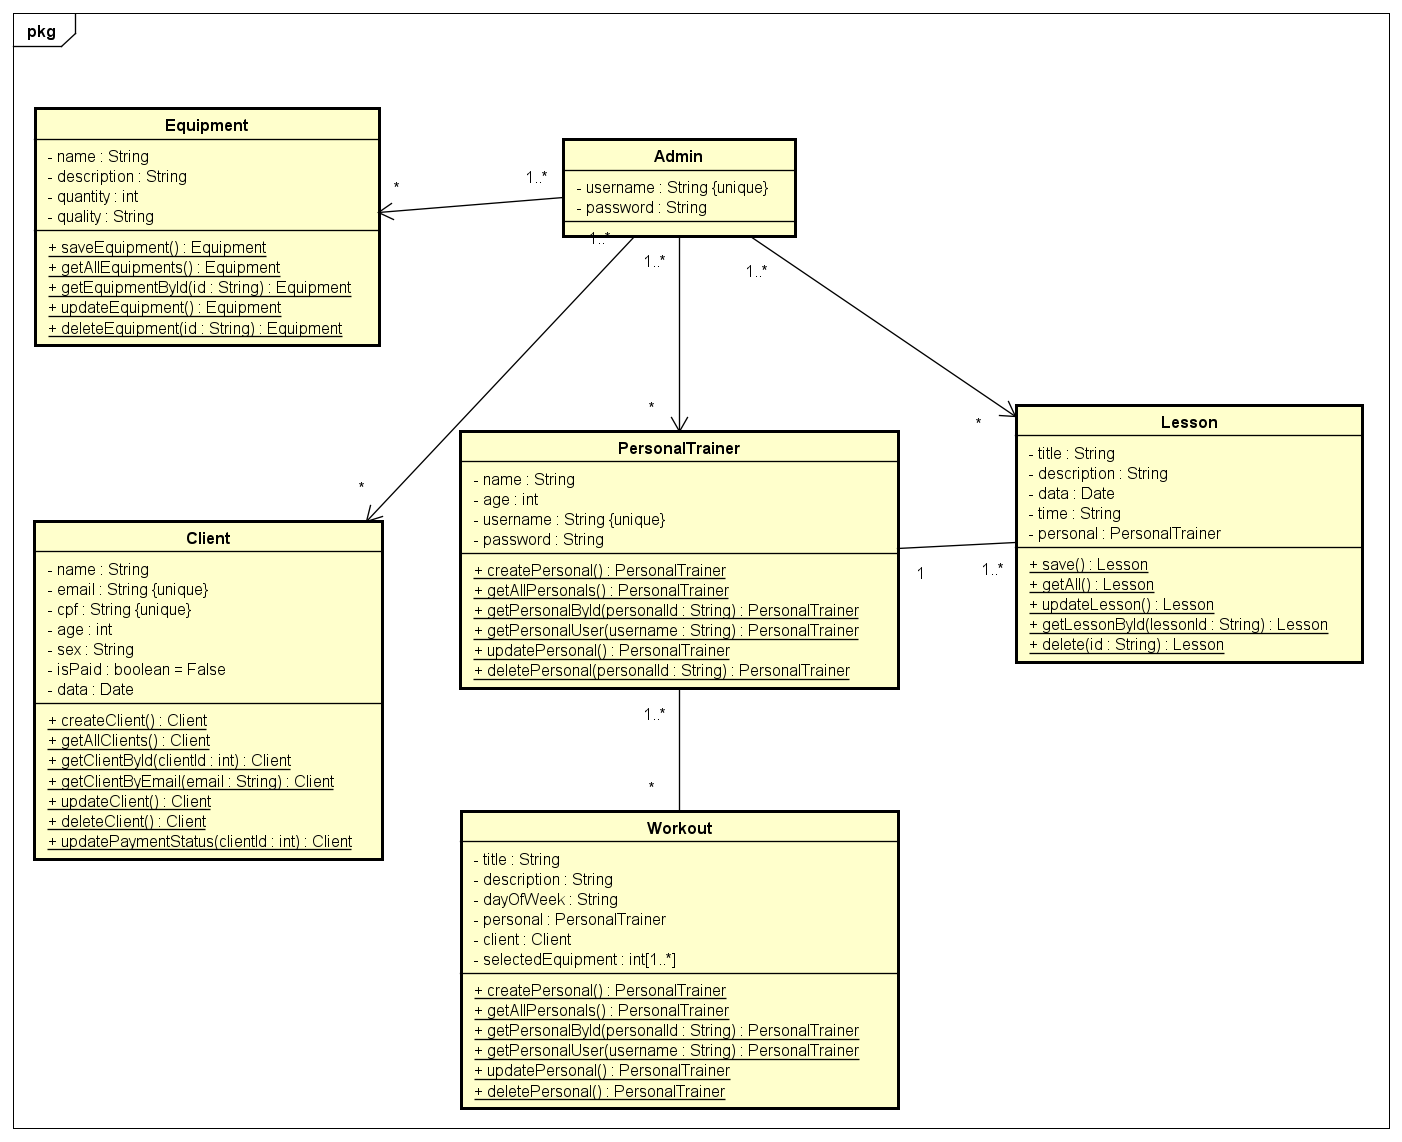 pkg
Equipment
- name : String
- description : String
- quantity : int
- quality : String
+ saveEquipment() : Equipment
+ getAllEquipments() : Equipment
+ getEquipmentById(id : String) : Equipment
+ updateEquipment() : Equipment
+ deleteEquipment(id : String) : Equipment
*
1..*
Admin
- username : String {unique}
- password : String
1..*
1..*
1..*
*
*
*
PersonalTrainer
- name : String
- age : int
- username : String {unique}
- password : String
+ createPersonal() : PersonalTrainer
+ getAllPersonals() : PersonalTrainer
+ getPersonalById(personalId : String) : PersonalTrainer
+ getPersonalUser(username : String) : PersonalTrainer
+ updatePersonal() : PersonalTrainer
+ deletePersonal(personalId : String) : PersonalTrainer
1
1..*
Lesson
- title : String
- description : String
- data : Date
- time : String
- personal : PersonalTrainer
+ save() : Lesson
+ getAll() : Lesson
+ updateLesson() : Lesson
+ getLessonById(lessonId : String) : Lesson
+ delete(id : String) : Lesson
Client
- name : String
- email : String {unique}
- cpf : String {unique}
- age : int
- sex : String
- isPaid : boolean = False
- data : Date
+ createClient() : Client
+ getAllClients() : Client
+ getClientById(clientId : int) : Client
+ getClientByEmail(email : String) : Client
+ updateClient() : Client
+ deleteClient() : Client
+ updatePaymentStatus(clientId : int) : Client
1..*
*
Workout
- title : String
- description : String
- dayOfWeek : String
- personal : PersonalTrainer
- client : Client
- selectedEquipment : int[1..*]
+ createPersonal() : PersonalTrainer
+ getAllPersonals() : PersonalTrainer
+ getPersonalById(personalId : String) : PersonalTrainer
+ getPersonalUser(username : String) : PersonalTrainer
+ updatePersonal() : PersonalTrainer
+ deletePersonal() : PersonalTrainer